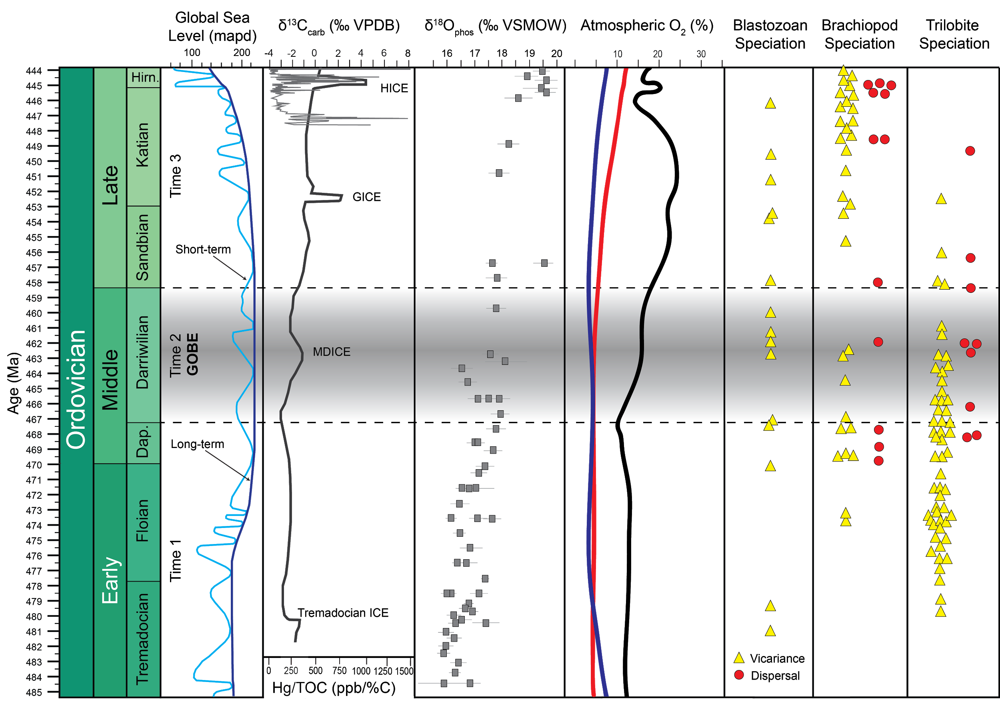 Global Sea
Level (mapd)
δ13Ccarb (‰ VPDB)
δ18Ophos (‰ VSMOW)
Atmospheric O2 (%)
Blastozoan
Speciation
Brachiopod
Speciation
Trilobite
Speciation
100 200
-4 -2 0 2 4 6 8
16 17 18 19 20
10 20 30
Age (Ma)
444
445
446
447
448
449
450
451
452
453
454
455
456
457
458
459
460
461
462
463
464
465
466
467
468
469
470
471
472
473
474
475
476
477
478
479
480
481
482
483
484
485
Ordovician
Late
Middle
Early
Hirn.
Katian
Sandbian
Darriwilian
Dap.
Floian
Tremadocian
Time 3
Time 2
GOBE
Time 1
Short-term
Long-term
HICE
GICE
MDICE
Tremadocian ICE
0 250 500 750 1000 1250 1500
Hg/TOC (ppb/%C)
Vicariance
Dispersal